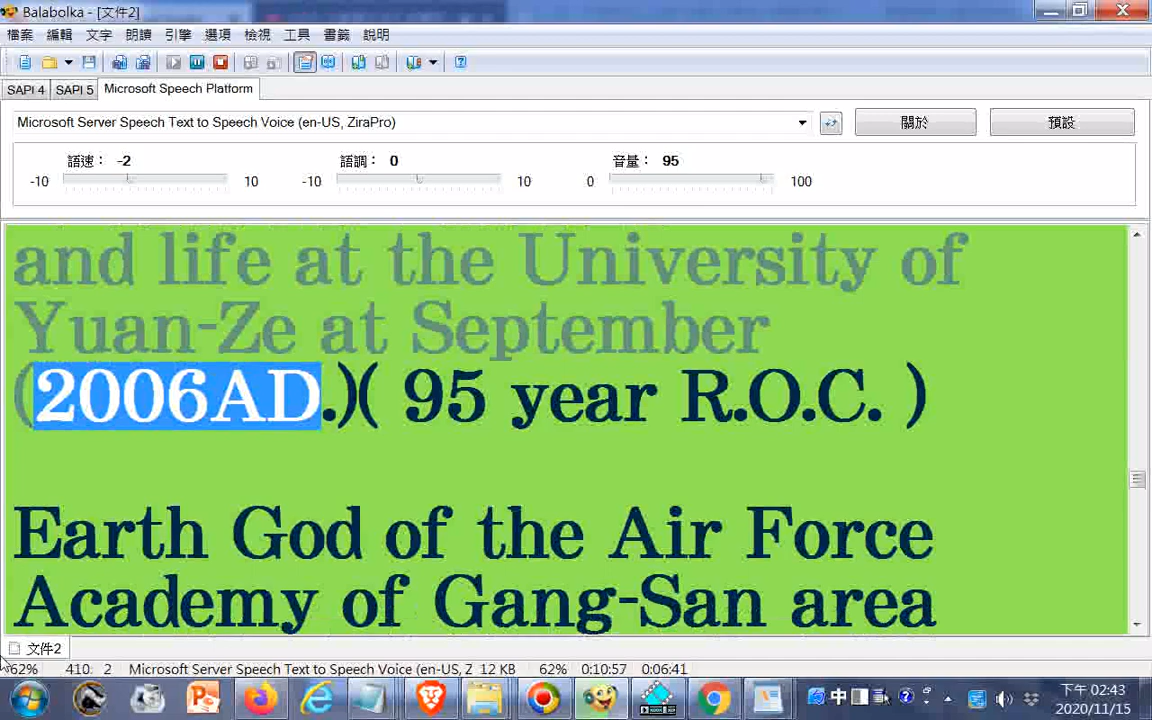 Balabolka - [文件2]
檔案 編輯 文字 朗讀 引擎 選項 檢視 工具 書籤 說明
SAPI 4 SAPI 5 Microsoft Speech Platform
Microsoft Server Speech Text to Speech Voice (en-US, ZiraPro) 關於 預設
語速： -2 語調： 0 音量： 95
-10 10 -10 10 0 100
and life at the University of
Yuan-Ze at September
(2006AD.)( 95 year R.O.C. )
Earth God of the Air Force
Academy of Gang-San area
文件2
62% 410: 2 Microsoft Server Speech Text to Speech Voice (en-US, Z 12 KB 62% 0:10:57 0:06:41
中 下午 02:43
2020/11/15